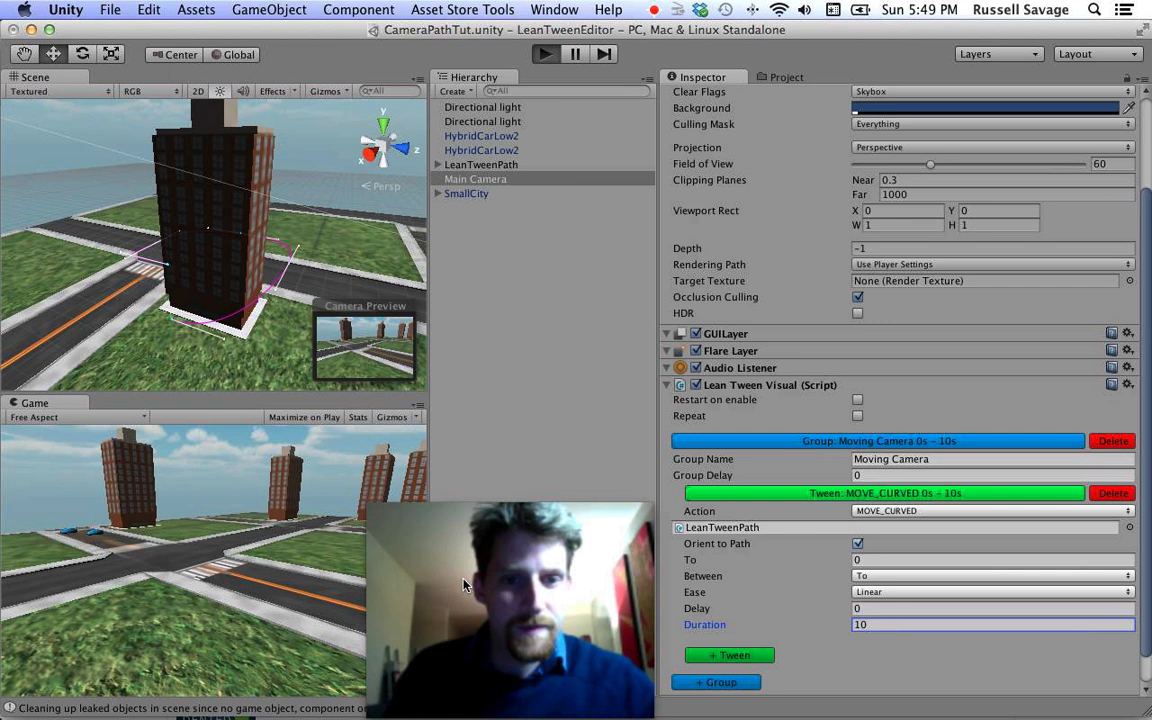 Unity File Edit Assets GameObject Component Asset Store Tools Window Help Sun 5:49 PM Russell Savage
CameraPathTut.unity - LeanTweenEditor - PC, Mac & Linux Standalone
Center Global Layers Layout
Scene
Textured RGB 2D Effects Gizmos All
y
x
z
Persp
Camera Preview
Game
Free Aspect Maximize on Play Stats Gizmos
Cleaning up leaked objects in scene since no game object, component o
Hierarchy
Create All
Directional light
Directional light
HybridCarLow2
HybridCarLow2
LeanTweenPath
Main Camera
SmallCity
Inspector Project
Clear Flags Skybox
Background
Culling Mask Everything
Projection Perspective
Field of View 60
Clipping Planes Near 0.3
Far 1000
Viewport Rect X 0 Y 0
W 1 H 1
Depth -1
Rendering Path Use Player Settings
Target Texture None (Render Texture)
Occlusion Culling
HDR
GUILayer
Flare Layer
Audio Listener
Lean Tween Visual (Script)
Restart on enable
Repeat
Group: Moving Camera 0s - 10s Delete
Group Name Moving Camera
Group Delay 0
Tween: MOVE_CURVED 0s - 10s Delete
Action MOVE_CURVED
LeanTweenPath
Orient to Path
To 0
Between To
Ease Linear
Delay 0
Duration 10
+ Tween
+ Group